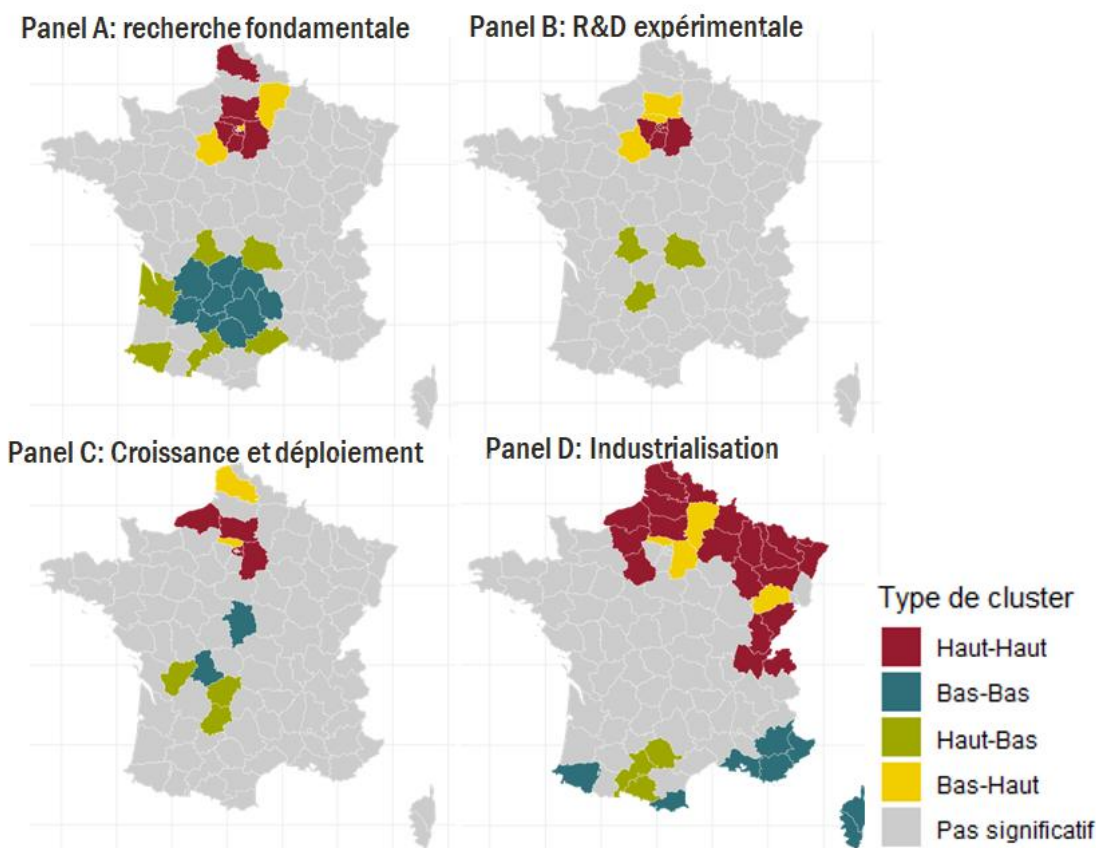 Panel A: recherche fondamentale
Panel B: R&D expérimentale
Panel C: Croissance et déploiement
Panel D: Industrialisation
Type de cluster
Haut-Haut
Bas-Bas
Haut-Bas
Bas-Haut
Pas significatif